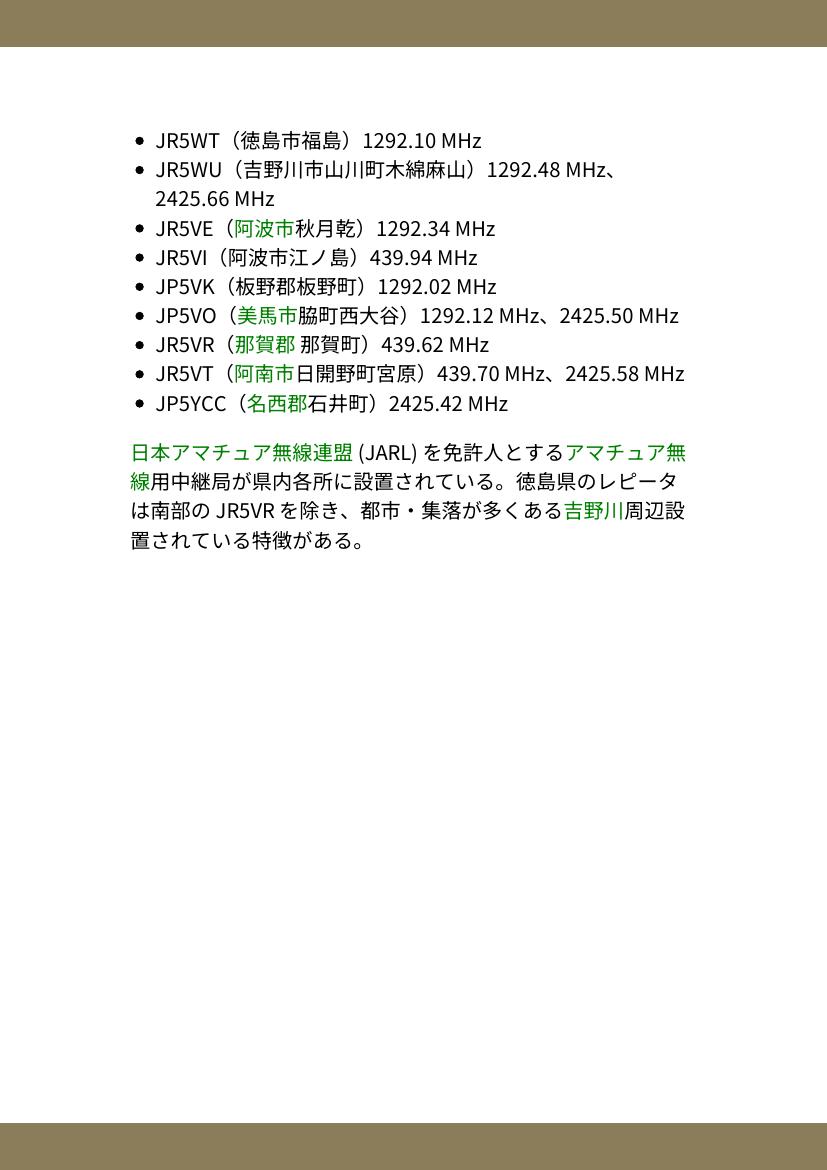 • JR5WT（徳島市福島）1292.10 MHz
• JR5WU（吉野川市山川町木綿麻山）1292.48 MHz、
2425.66 MHz
• JR5VE（阿波市秋月乾）1292.34 MHz
• JR5VI（阿波市江ノ島）439.94 MHz
• JP5VK（板野郡板野町）1292.02 MHz
• JP5VO（美馬市脇町西大谷）1292.12 MHz、2425.50 MHz
• JR5VR（那賀郡 那賀町）439.62 MHz
• JR5VT（阿南市日開野町宮原）439.70 MHz、2425.58 MHz
• JP5YCC（名西郡石井町）2425.42 MHz
日本アマチュア無線連盟 (JARL) を免許人とするアマチュア無
線用中継局が県内各所に設置されている。徳島県のレピータ
は南部の JR5VR を除き、都市・集落が多くある吉野川周辺設
置されている特徴がある。